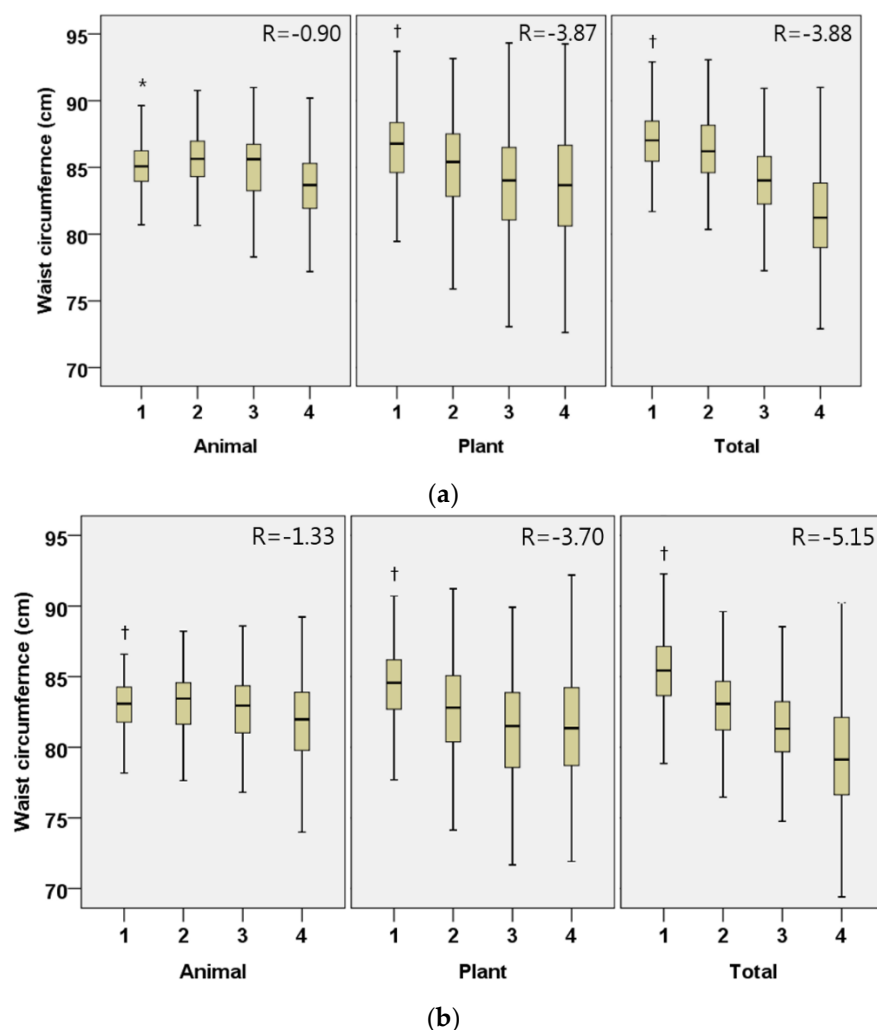 R=-0.90 R=-3.87 R=-3.88
* † †
95
90
85
80
75
70
Waist circumfernce (cm)
1 2 3 4 1 2 3 4 1 2 3 4
Animal Plant Total
(a)
R=-1.33 R=-3.70 R=-5.15
† † †
95
90
85
80
75
70
Waist circumfernce (cm)
1 2 3 4 1 2 3 4 1 2 3 4
Animal Plant Total
(b)